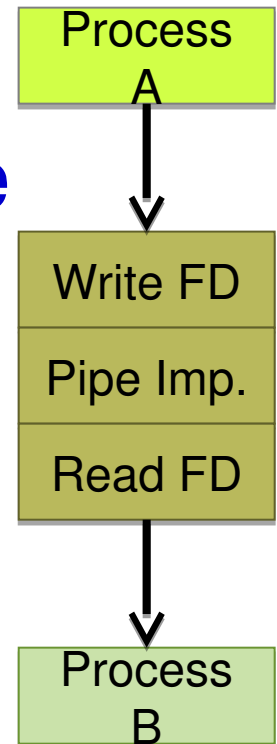 Process
A
e
Write FD
Pipe Imp.
Read FD
Process
B